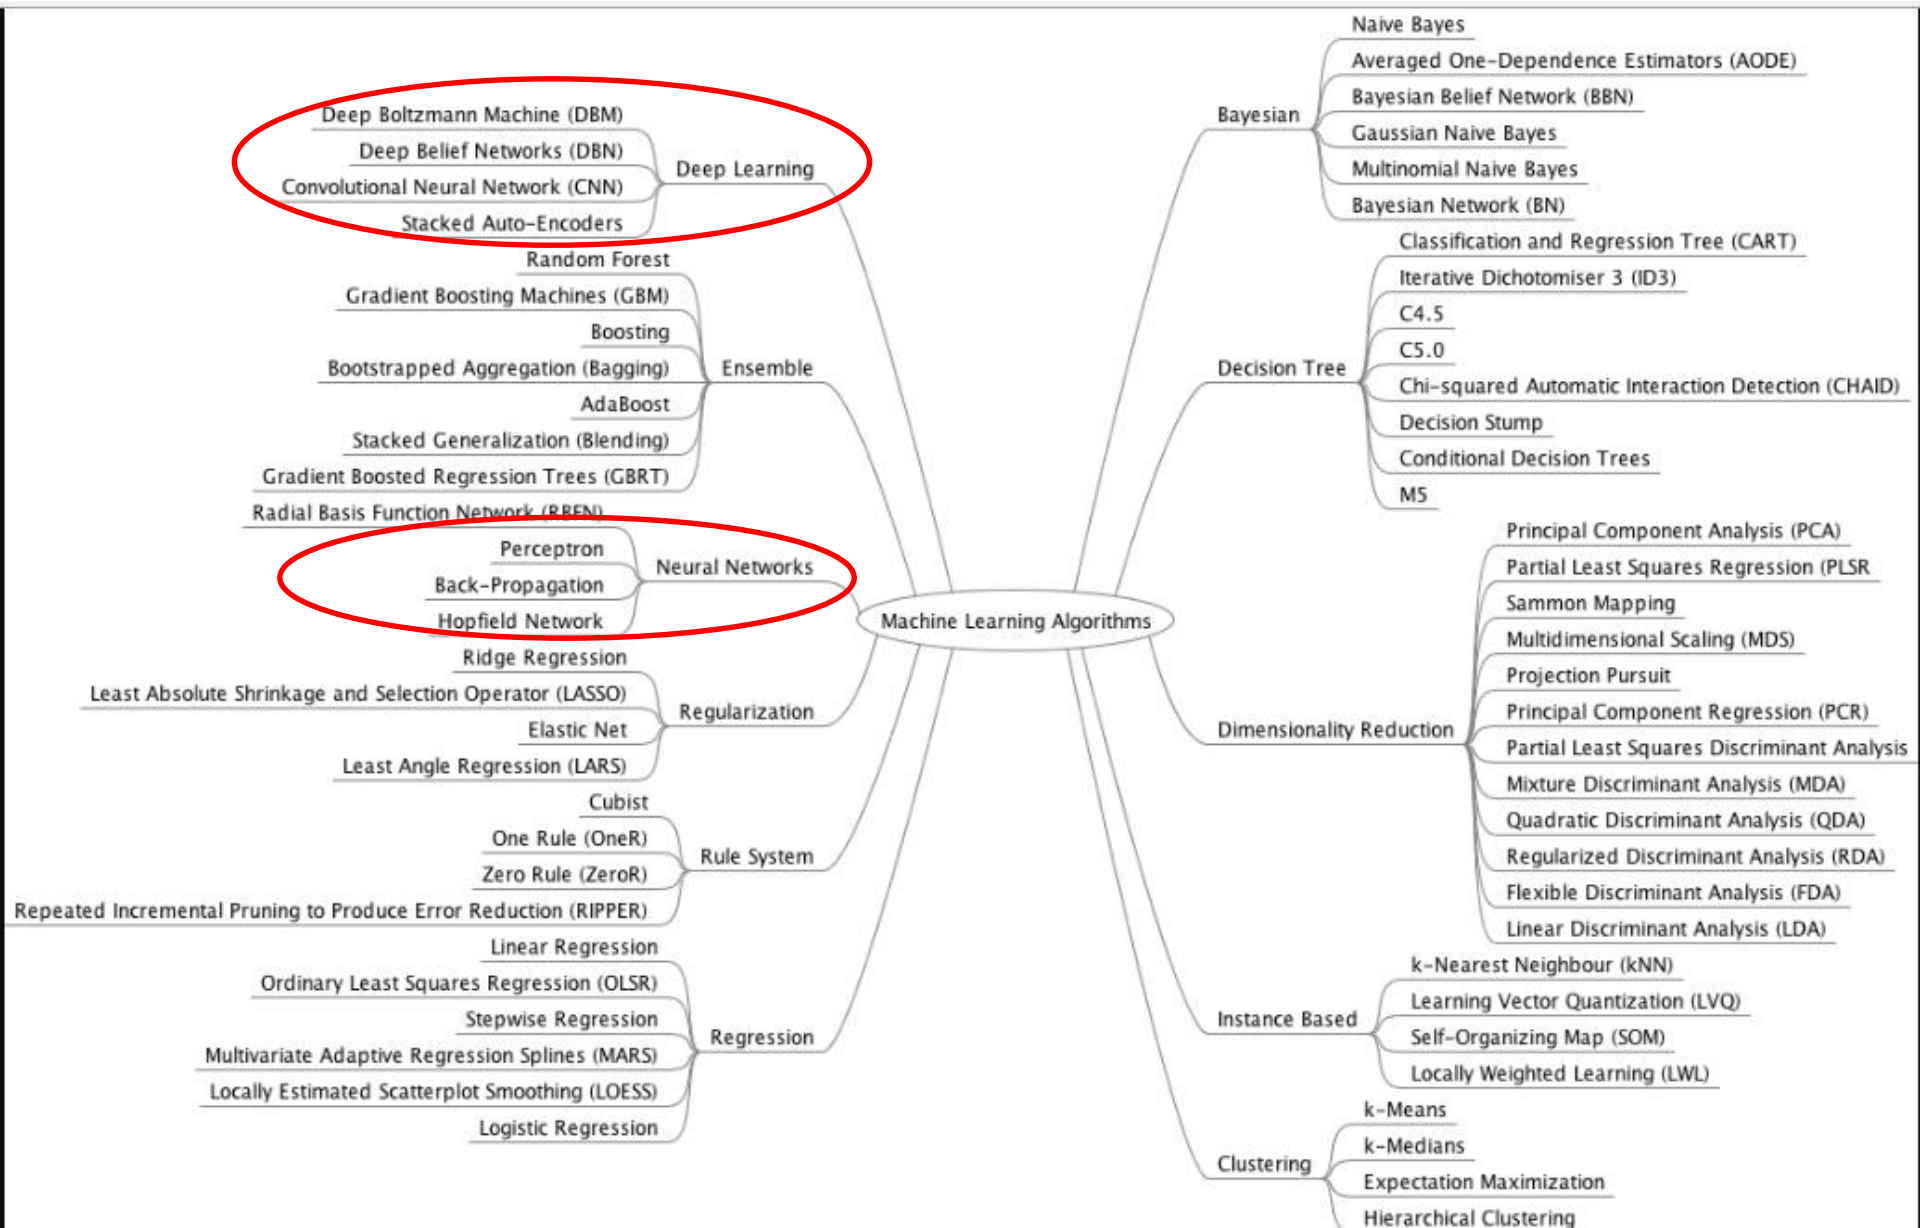 Deep Boltzmann Machine (DBM)
Deep Belief Networks (DBN)
Convolutional Neural Network (CNN)
Stacked Auto-Encoders
Deep Learning
Random Forest
Gradient Boosting Machines (GBM)
Boosting
Bootstrapped Aggregation (Bagging)
AdaBoost
Stacked Generalization (Blending)
Gradient Boosted Regression Trees (GBRT)
Ensemble
Radial Basis Function Network (RBFN)
Perceptron
Back-Propagation
Hopfield Network
Neural Networks
Ridge Regression
Least Absolute Shrinkage and Selection Operator (LASSO)
Elastic Net
Least Angle Regression (LARS)
Regularization
Cubist
One Rule (OneR)
Zero Rule (ZeroR)
Repeated Incremental Pruning to Produce Error Reduction (RIPPER)
Rule System
Linear Regression
Ordinary Least Squares Regression (OLSR)
Stepwise Regression
Multivariate Adaptive Regression Splines (MARS)
Locally Estimated Scatterplot Smoothing (LOESS)
Logistic Regression
Regression
Machine Learning Algorithms
Bayesian
Naive Bayes
Averaged One-Dependence Estimators (AODE)
Bayesian Belief Network (BBN)
Gaussian Naive Bayes
Multinomial Naive Bayes
Bayesian Network (BN)
Decision Tree
Classification and Regression Tree (CART)
Iterative Dichotomiser 3 (ID3)
C4.5
C5.0
Chi-squared Automatic Interaction Detection (CHAID)
Decision Stump
Conditional Decision Trees
M5
Dimensionality Reduction
Principal Component Analysis (PCA)
Partial Least Squares Regression (PLSR
Sammon Mapping
Multidimensional Scaling (MDS)
Projection Pursuit
Principal Component Regression (PCR)
Partial Least Squares Discriminant Analysis
Mixture Discriminant Analysis (MDA)
Quadratic Discriminant Analysis (QDA)
Regularized Discriminant Analysis (RDA)
Flexible Discriminant Analysis (FDA)
Linear Discriminant Analysis (LDA)
Instance Based
k-Nearest Neighbour (kNN)
Learning Vector Quantization (LVQ)
Self-Organizing Map (SOM)
Locally Weighted Learning (LWL)
Clustering
k-Means
k-Medians
Expectation Maximization
Hierarchical Clustering